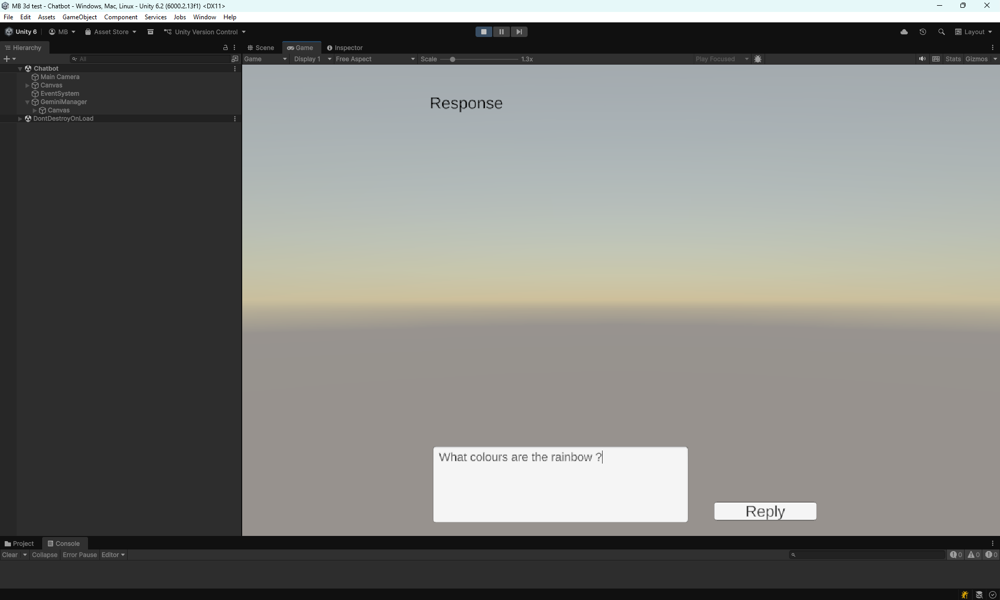 MB 3d test - Chatbot - Windows, Mac, Linux - Unity 6.2 (6000.2.13f1) <DX11>
File Edit Assets GameObject Component Services Jobs Window Help
Unity 6 MB Asset Store Unity Version Control Layout
Hierarchy Scene Game Inspector
All Game Display 1 Free Aspect Scale 1.3x Play Focused Stats Gizmos
Chatbot
Main Camera
Canvas
EventSystem
GeminiManager
Canvas
DontDestroyOnLoad
Response
What colours are the rainbow ?
Reply
Project Console
Clear Collapse Error Pause Editor 0 0 0